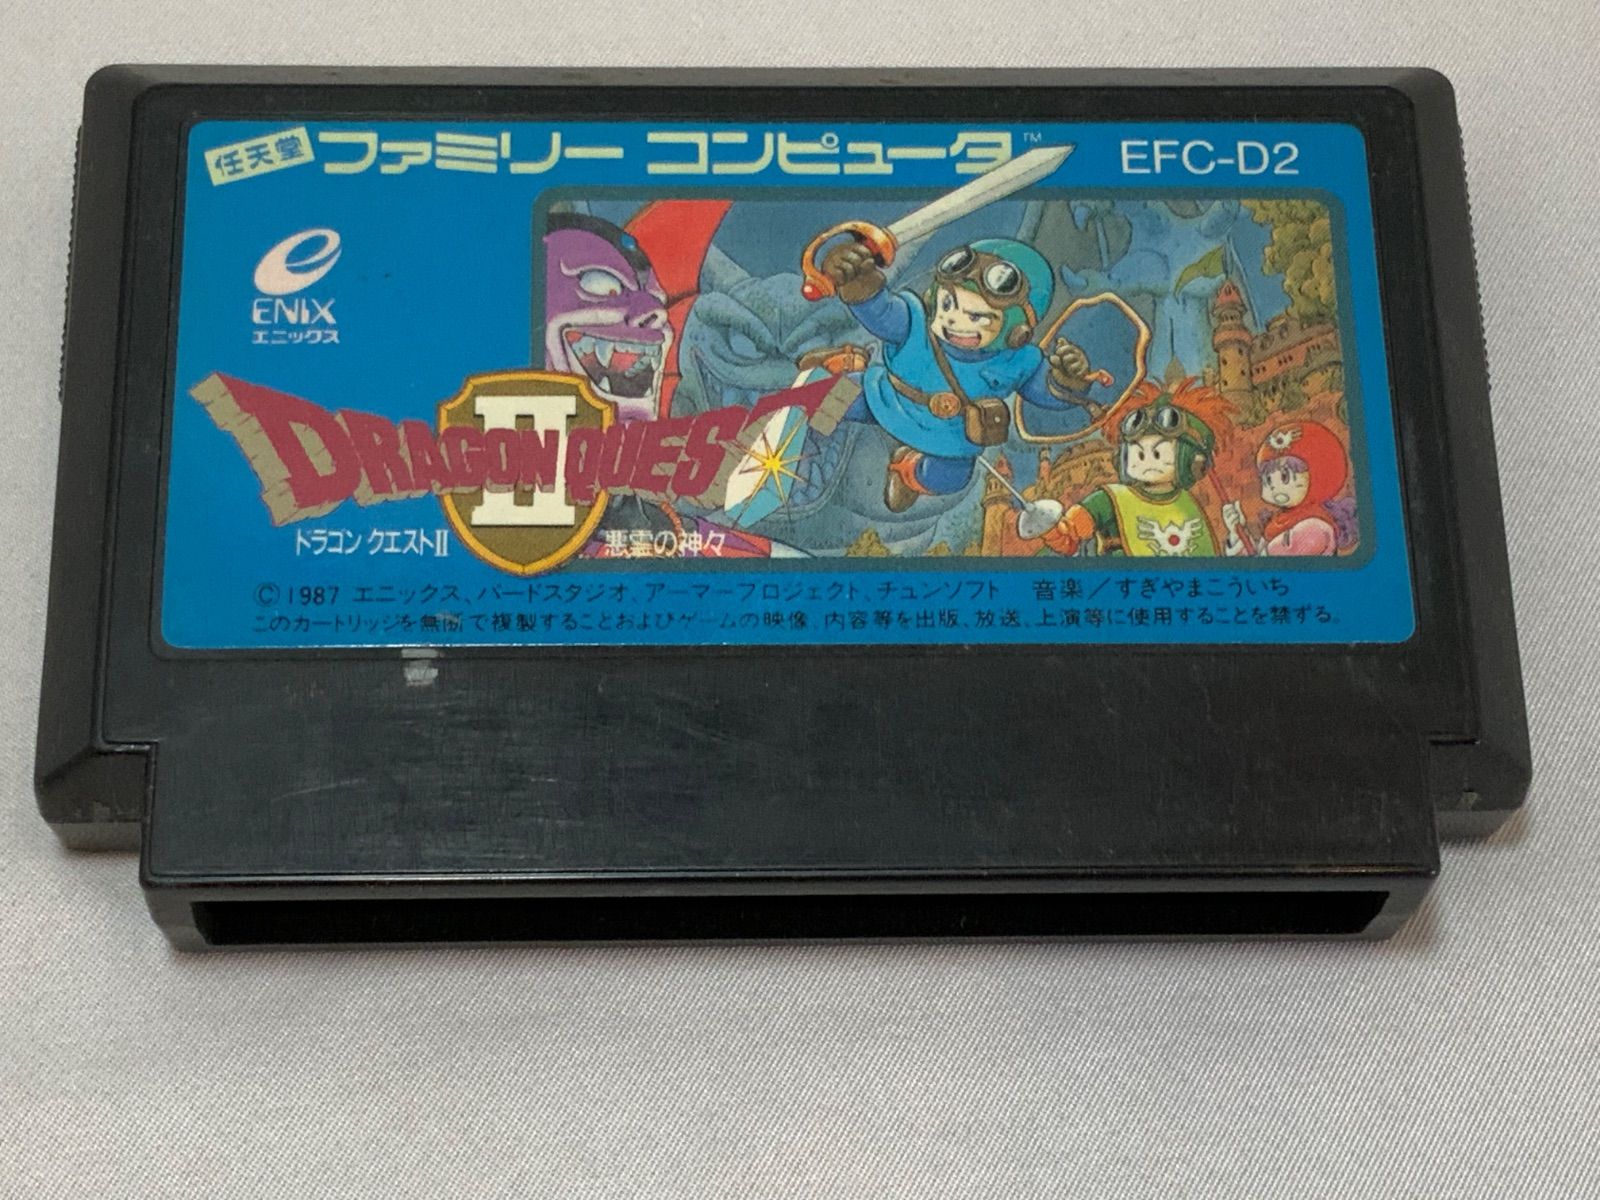 任天堂 ファミリー コンピュータ™ EFC-D2
ENIX
エニックス
DRAGON QUEST
II
ドラゴン クエストII 悪霊の神々
©1987 エニックス、バードスタジオ、アーマープロジェクト、チュンソフト 音楽／すぎやまこういち
このカートリッジを無断で複製することおよびゲームの映像、内容等を出版、放送、上演等に使用することを禁ずる。